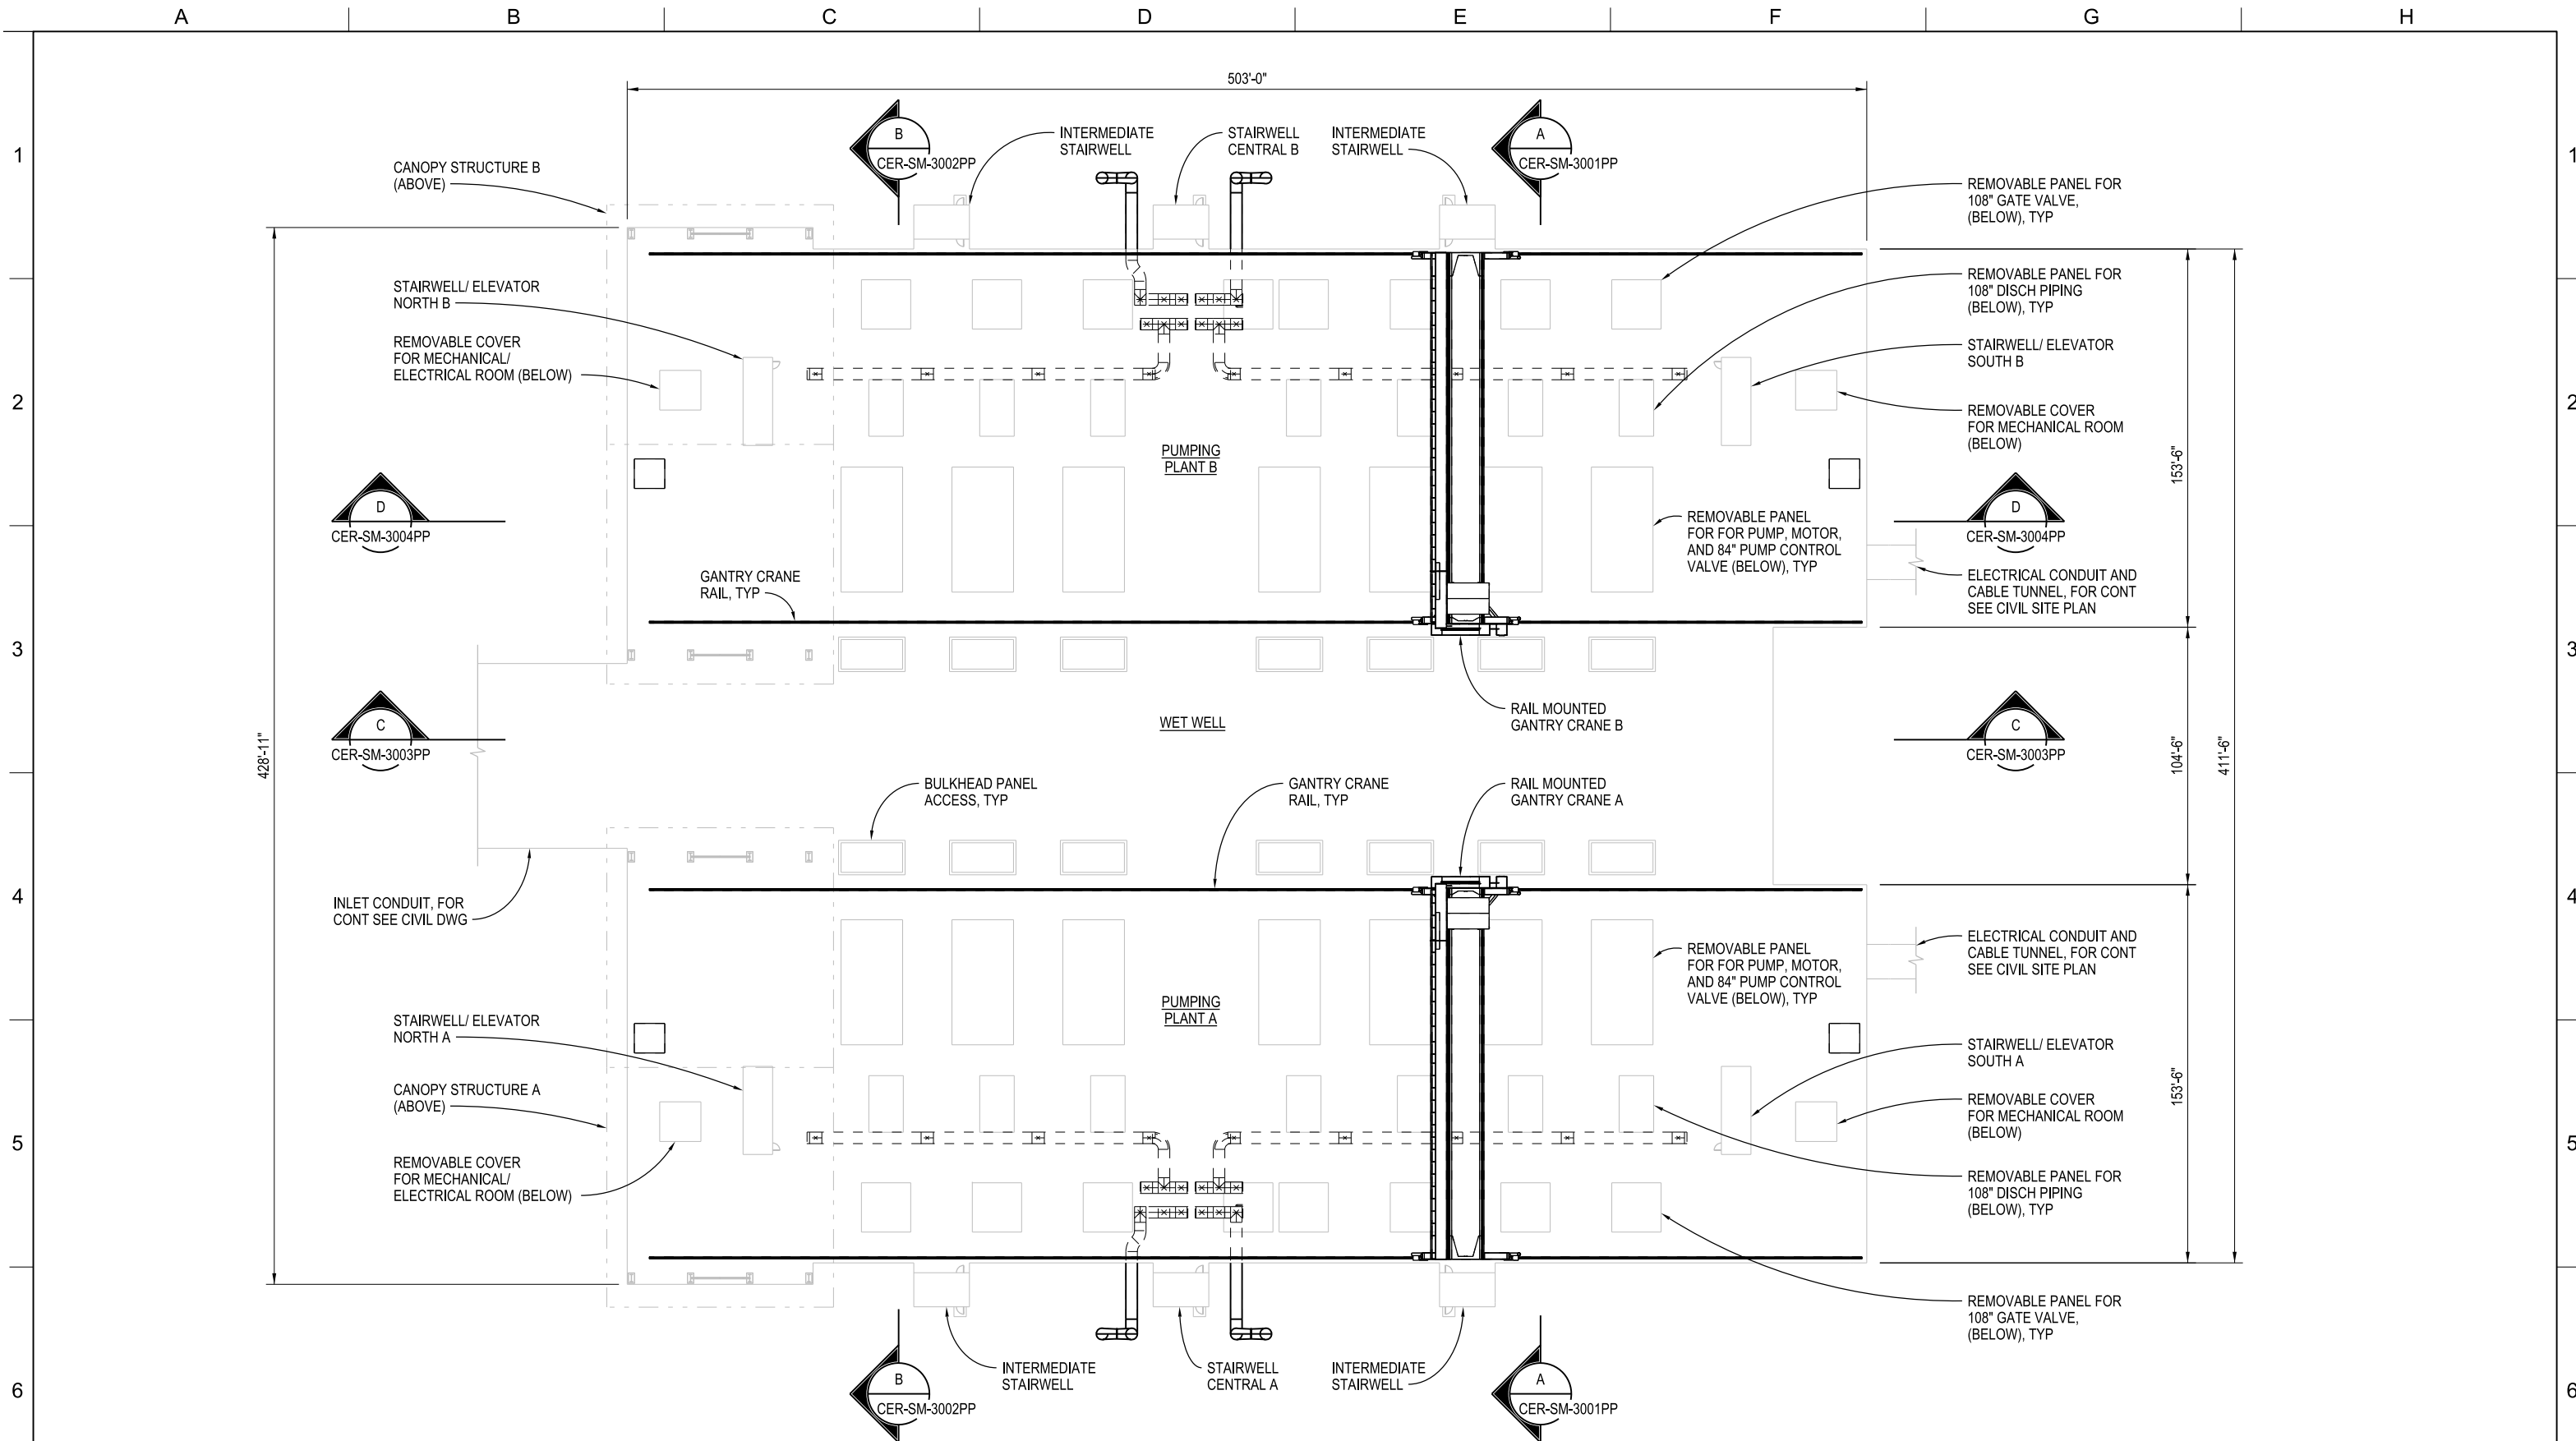 A B C D E F G H
503'-0"
B
CER-SM-3002PP
INTERMEDIATE
STAIRWELL
STAIRWELL
CENTRAL B
INTERMEDIATE
STAIRWELL
A
CER-SM-3001PP
1
1
CANOPY STRUCTURE B
(ABOVE)
REMOVABLE PANEL FOR
108" GATE VALVE,
(BELOW), TYP
STAIRWELL/ ELEVATOR
NORTH B
REMOVABLE PANEL FOR
108" DISCH PIPING
(BELOW), TYP
REMOVABLE COVER
FOR MECHANICAL/
ELECTRICAL ROOM (BELOW)
STAIRWELL/ ELEVATOR
SOUTH B
2
2
REMOVABLE COVER
FOR MECHANICAL ROOM
(BELOW)
PUMPING
PLANT B
153'-6"
D
CER-SM-3004PP
REMOVABLE PANEL
FOR FOR PUMP, MOTOR,
AND 84" PUMP CONTROL
VALVE (BELOW), TYP
D
CER-SM-3004PP
GANTRY CRANE
RAIL, TYP
ELECTRICAL CONDUIT AND
CABLE TUNNEL, FOR CONT
SEE CIVIL SITE PLAN
3
3
C
CER-SM-3003PP
WET WELL
RAIL MOUNTED
GANTRY CRANE B
C
CER-SM-3003PP
428'-11"
104'-6"
411'-6"
BULKHEAD PANEL
ACCESS, TYP
GANTRY CRANE
RAIL, TYP
RAIL MOUNTED
GANTRY CRANE A
4
4
INLET CONDUIT, FOR
CONT SEE CIVIL DWG
REMOVABLE PANEL
FOR FOR PUMP, MOTOR,
AND 84" PUMP CONTROL
VALVE (BELOW), TYP
ELECTRICAL CONDUIT AND
CABLE TUNNEL, FOR CONT
SEE CIVIL SITE PLAN
PUMPING
PLANT A
STAIRWELL/ ELEVATOR
NORTH A
STAIRWELL/ ELEVATOR
SOUTH A
153'-6"
CANOPY STRUCTURE A
(ABOVE)
REMOVABLE COVER
FOR MECHANICAL ROOM
(BELOW)
5
5
REMOVABLE COVER
FOR MECHANICAL/
ELECTRICAL ROOM (BELOW)
REMOVABLE PANEL FOR
108" DISCH PIPING
(BELOW), TYP
REMOVABLE PANEL FOR
108" GATE VALVE,
(BELOW), TYP
6
6
B
CER-SM-3002PP
INTERMEDIATE
STAIRWELL
STAIRWELL
CENTRAL A
INTERMEDIATE
STAIRWELL
A
CER-SM-3001PP